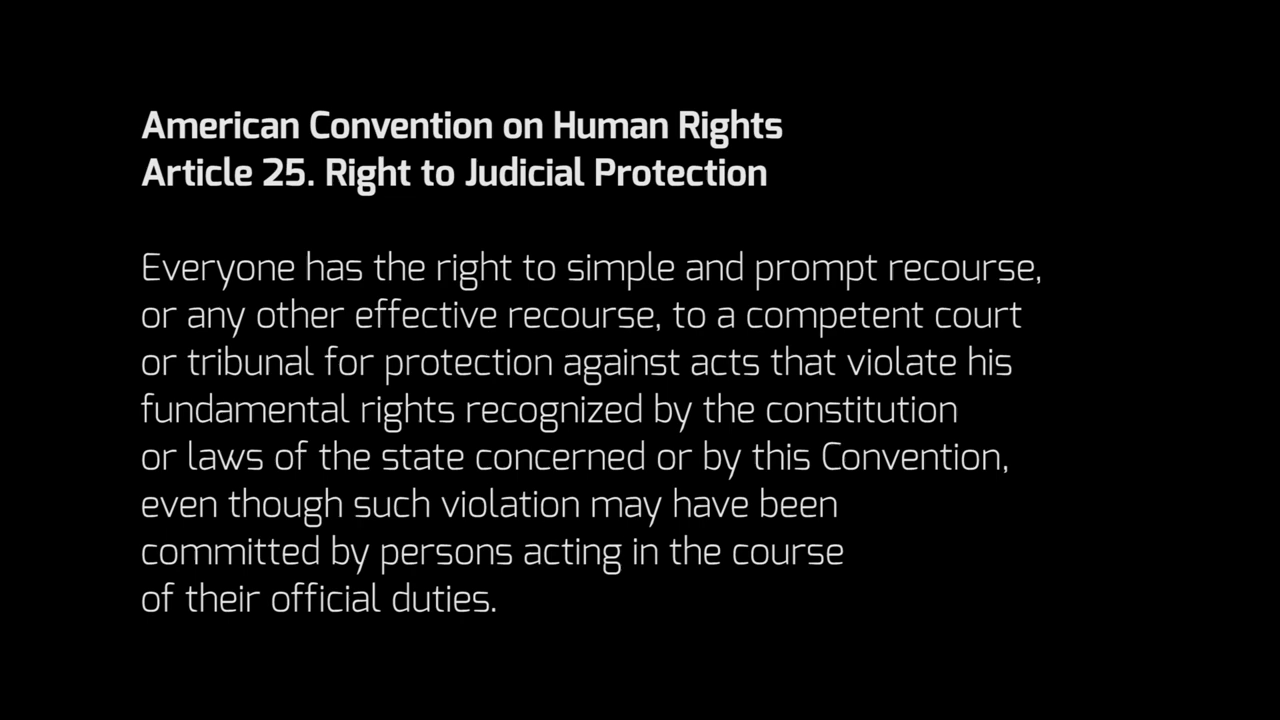 American Convention on Human Rights
Article 25. Right to Judicial Protection
Everyone has the right to simple and prompt recourse,
or any other effective recourse, to a competent court
or tribunal for protection against acts that violate his
fundamental rights recognized by the constitution
or laws of the state concerned or by this Convention,
even though such violation may have been
committed by persons acting in the course
of their official duties.